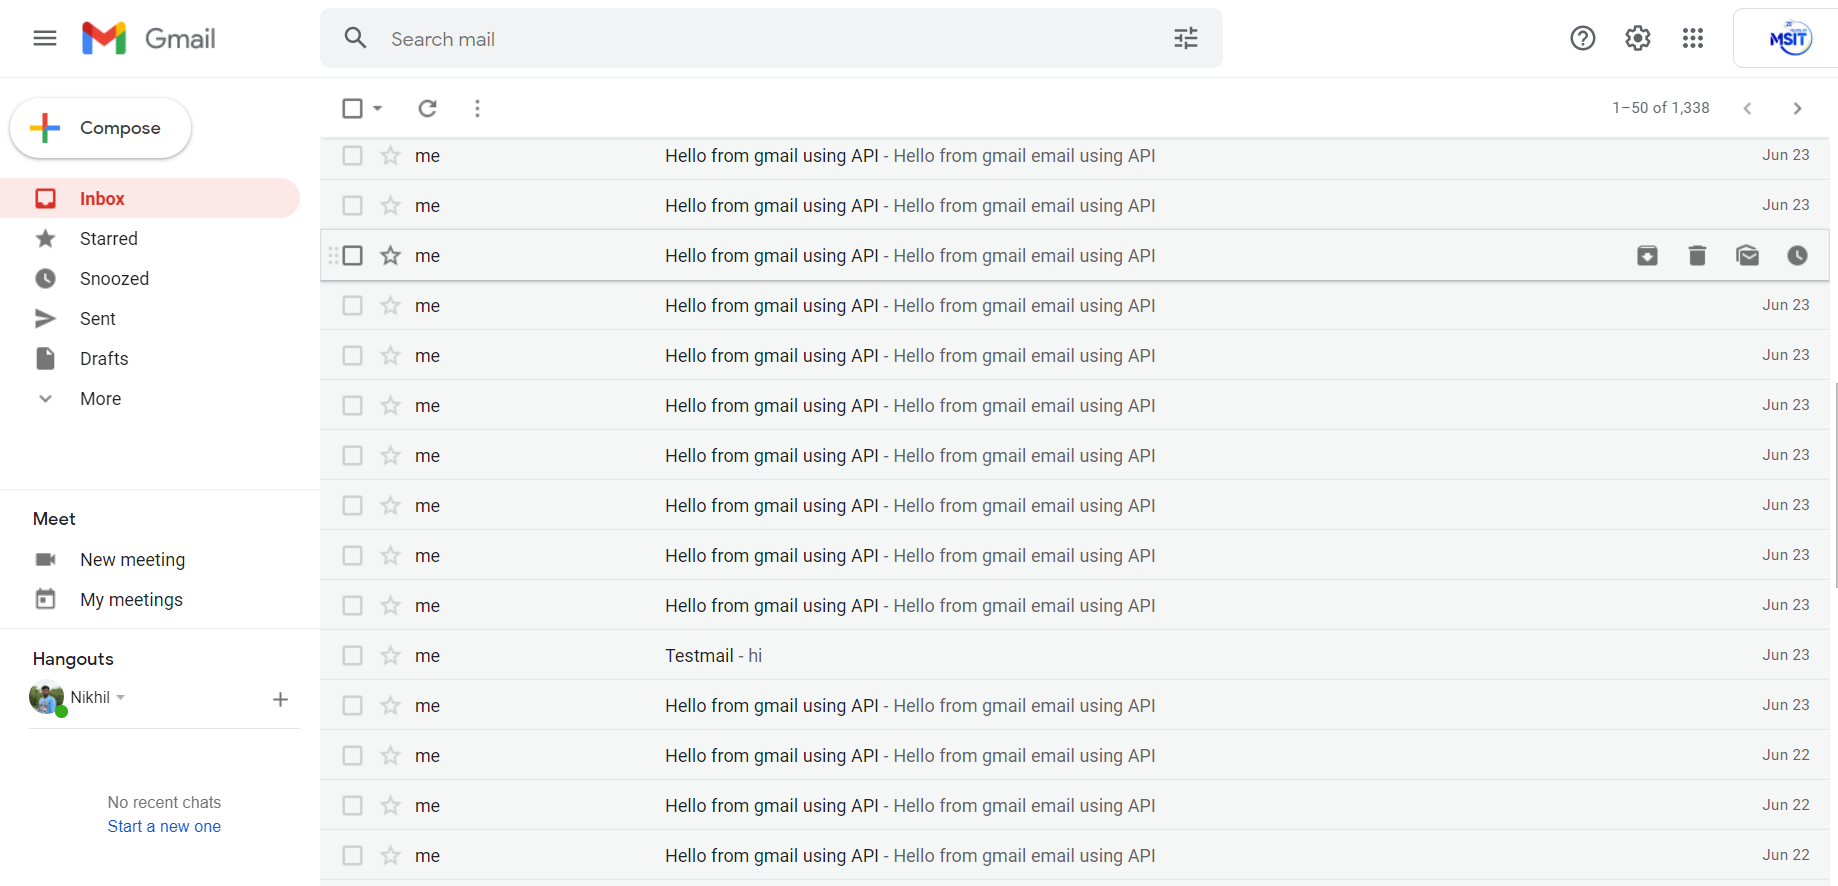 Gmail
Search mail
MSIT
Compose
1–50 of 1,338
Inbox
Starred
Snoozed
Sent
Drafts
More
Meet
New meeting
My meetings
Hangouts
Nikhil
No recent chats
Start a new one
me Hello from gmail using API - Hello from gmail email using API Jun 23
me Hello from gmail using API - Hello from gmail email using API Jun 23
me Hello from gmail using API - Hello from gmail email using API
me Hello from gmail using API - Hello from gmail email using API Jun 23
me Hello from gmail using API - Hello from gmail email using API Jun 23
me Hello from gmail using API - Hello from gmail email using API Jun 23
me Hello from gmail using API - Hello from gmail email using API Jun 23
me Hello from gmail using API - Hello from gmail email using API Jun 23
me Hello from gmail using API - Hello from gmail email using API Jun 23
me Hello from gmail using API - Hello from gmail email using API Jun 23
me Testmail - hi Jun 23
me Hello from gmail using API - Hello from gmail email using API Jun 23
me Hello from gmail using API - Hello from gmail email using API Jun 22
me Hello from gmail using API - Hello from gmail email using API Jun 22
me Hello from gmail using API - Hello from gmail email using API Jun 22